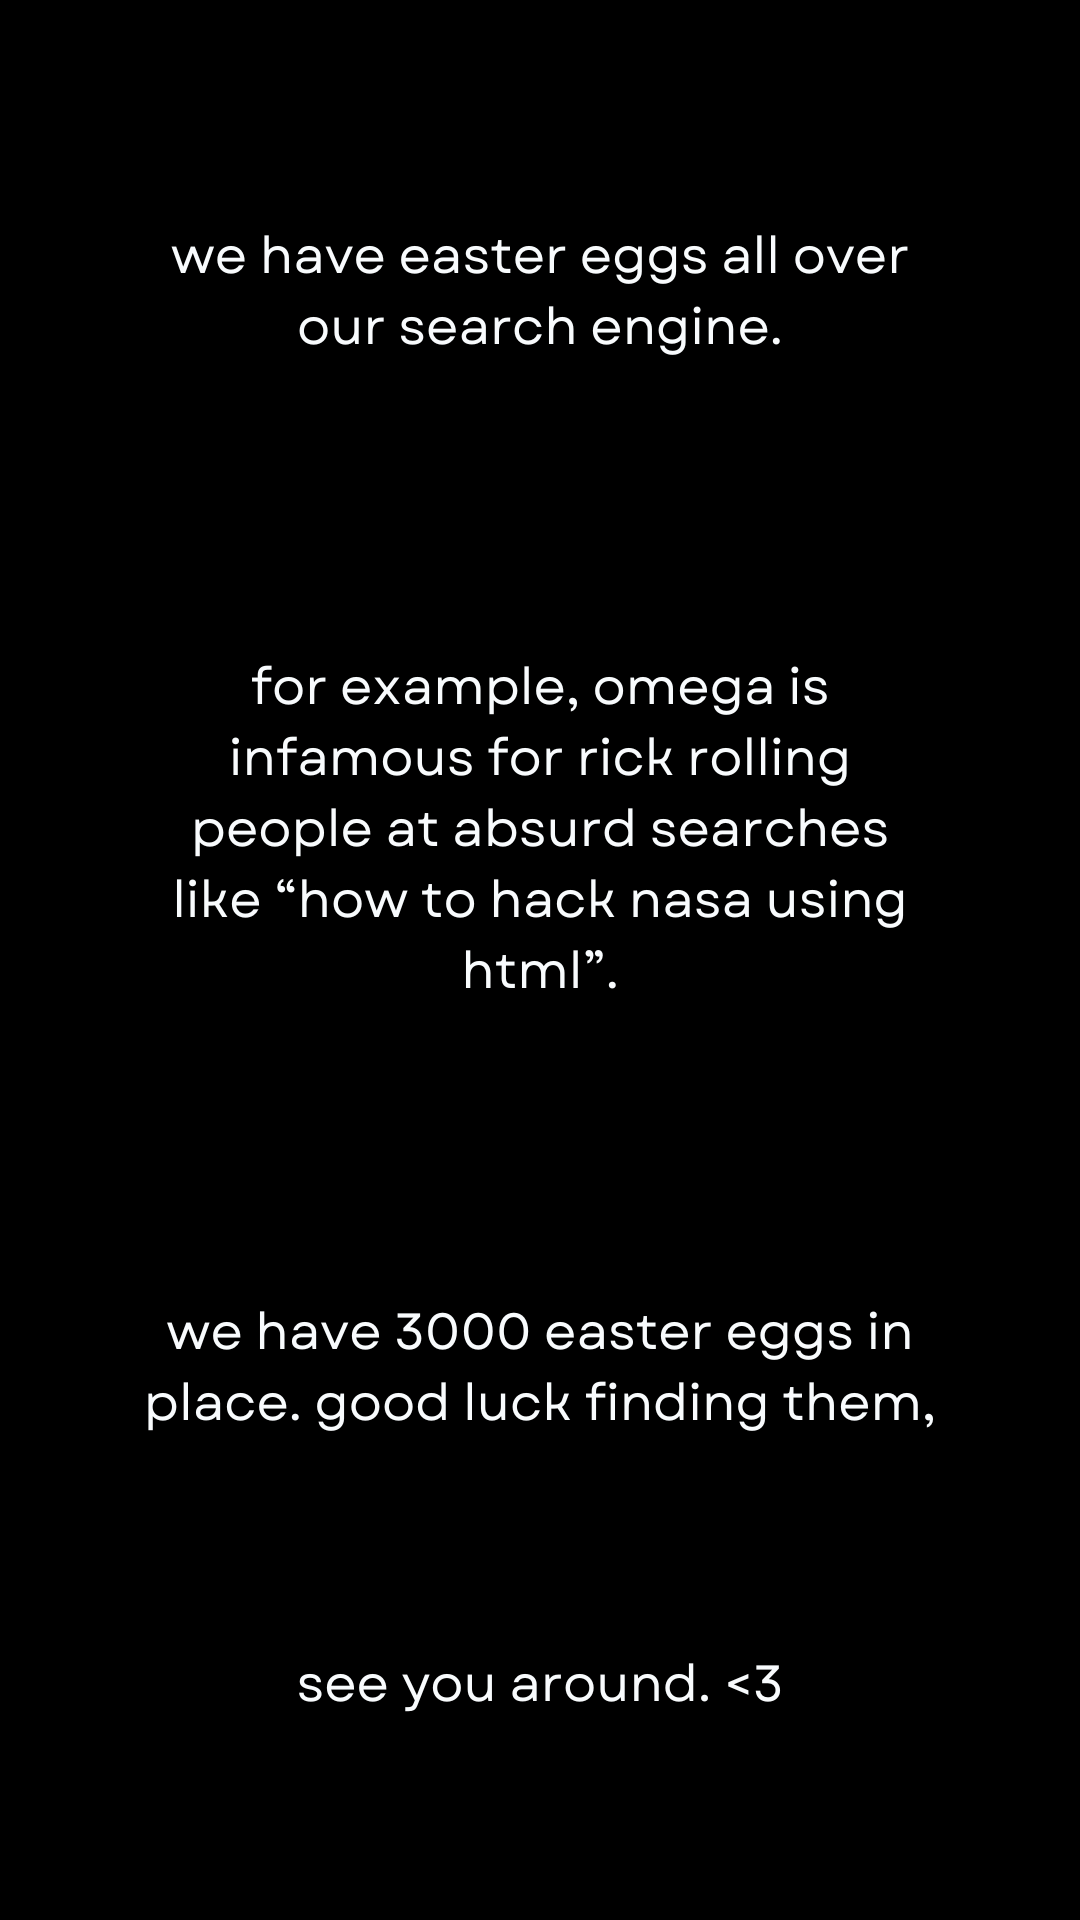 we have easter eggs all over
our search engine.
for example, omega is
infamous for rick rolling
people at absurd searches
like “how to hack nasa using
html”.
we have 3000 easter eggs in
place. good luck finding them,
see you around. <3